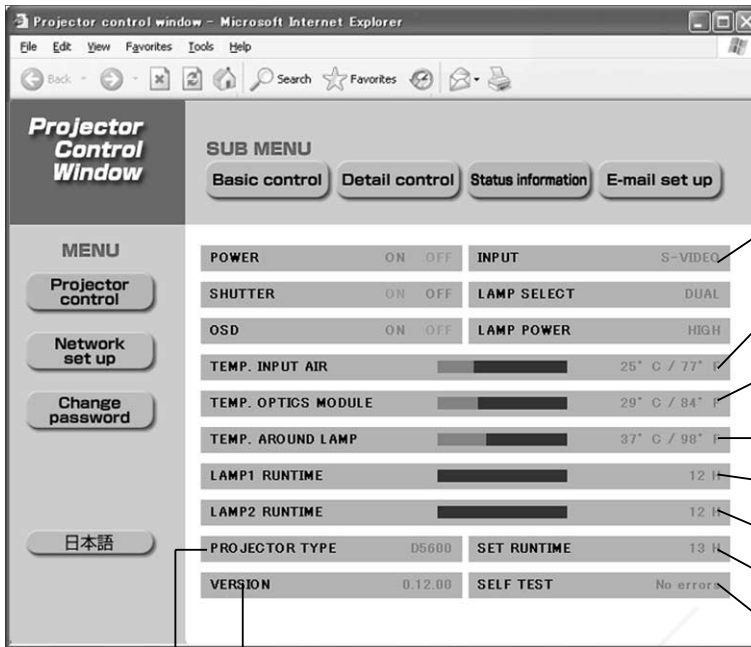 Projector control window - Microsoft Internet Explorer
File Edit View Favorites Tools Help
Back Search Favorites
Projector
Control
Window
SUB MENU
Basic control Detail control Status information E-mail set up
MENU
Projector
control
Network
set up
Change
password
日本語
POWER ON OFF INPUT S-VIDEO
SHUTTER ON OFF LAMP SELECT DUAL
OSD ON OFF LAMP POWER HIGH
TEMP. INPUT AIR 25° C / 77° F
TEMP. OPTICS MODULE 29° C / 84° F
TEMP. AROUND LAMP 37° C / 98° F
LAMP1 RUNTIME 12 H
LAMP2 RUNTIME 12 H
PROJECTOR TYPE D5600 SET RUNTIME 13 H
VERSION 0.12.00 SELF TEST No errors